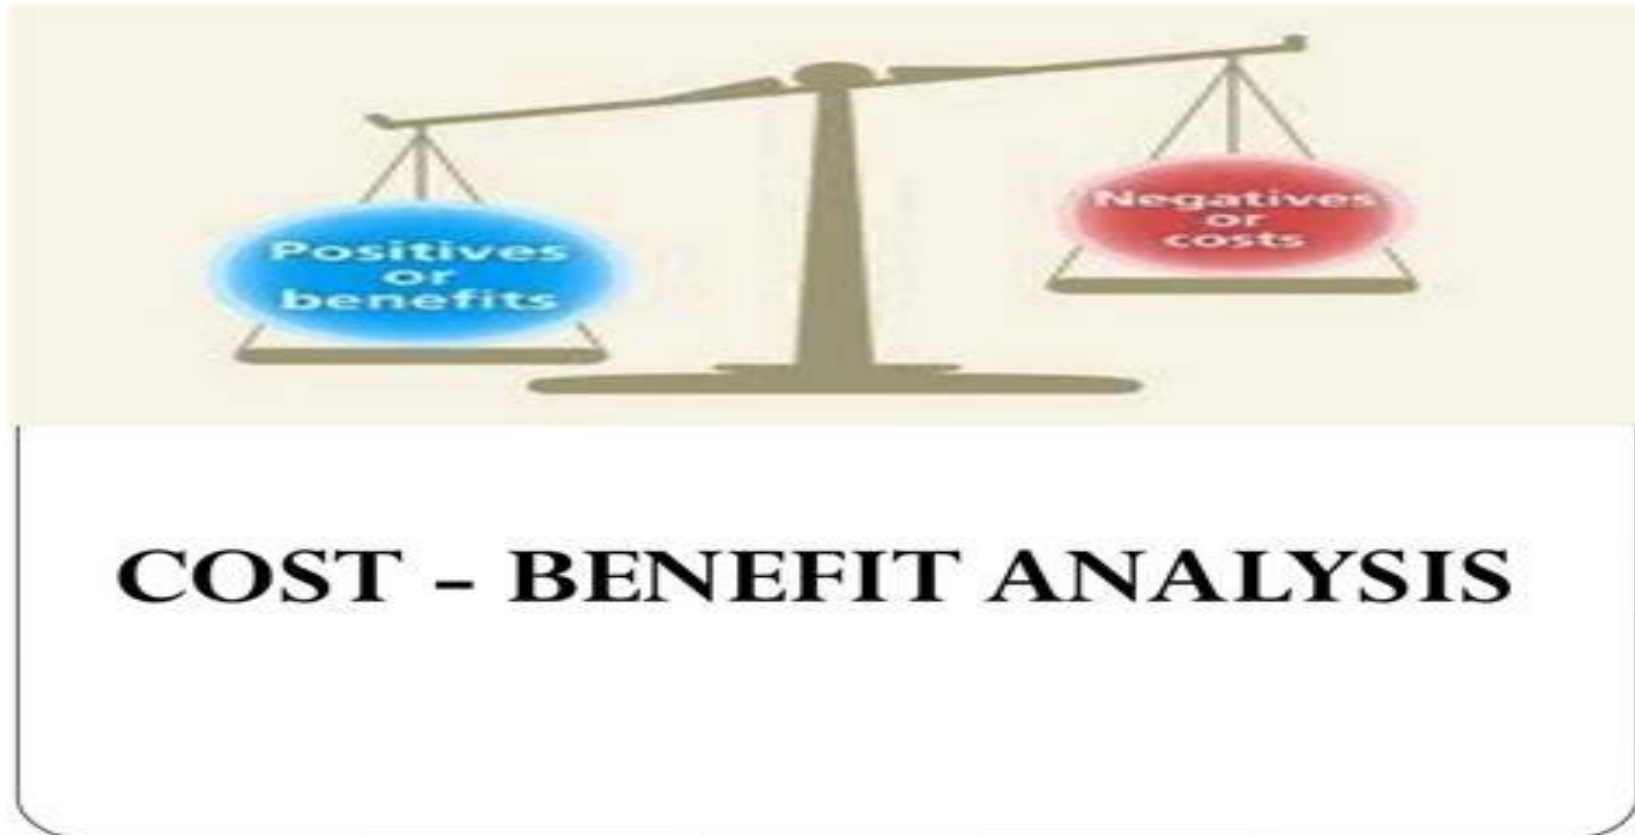 Positives
or
benefits
Negatives
or
costs
COST - BENEFIT ANALYSIS